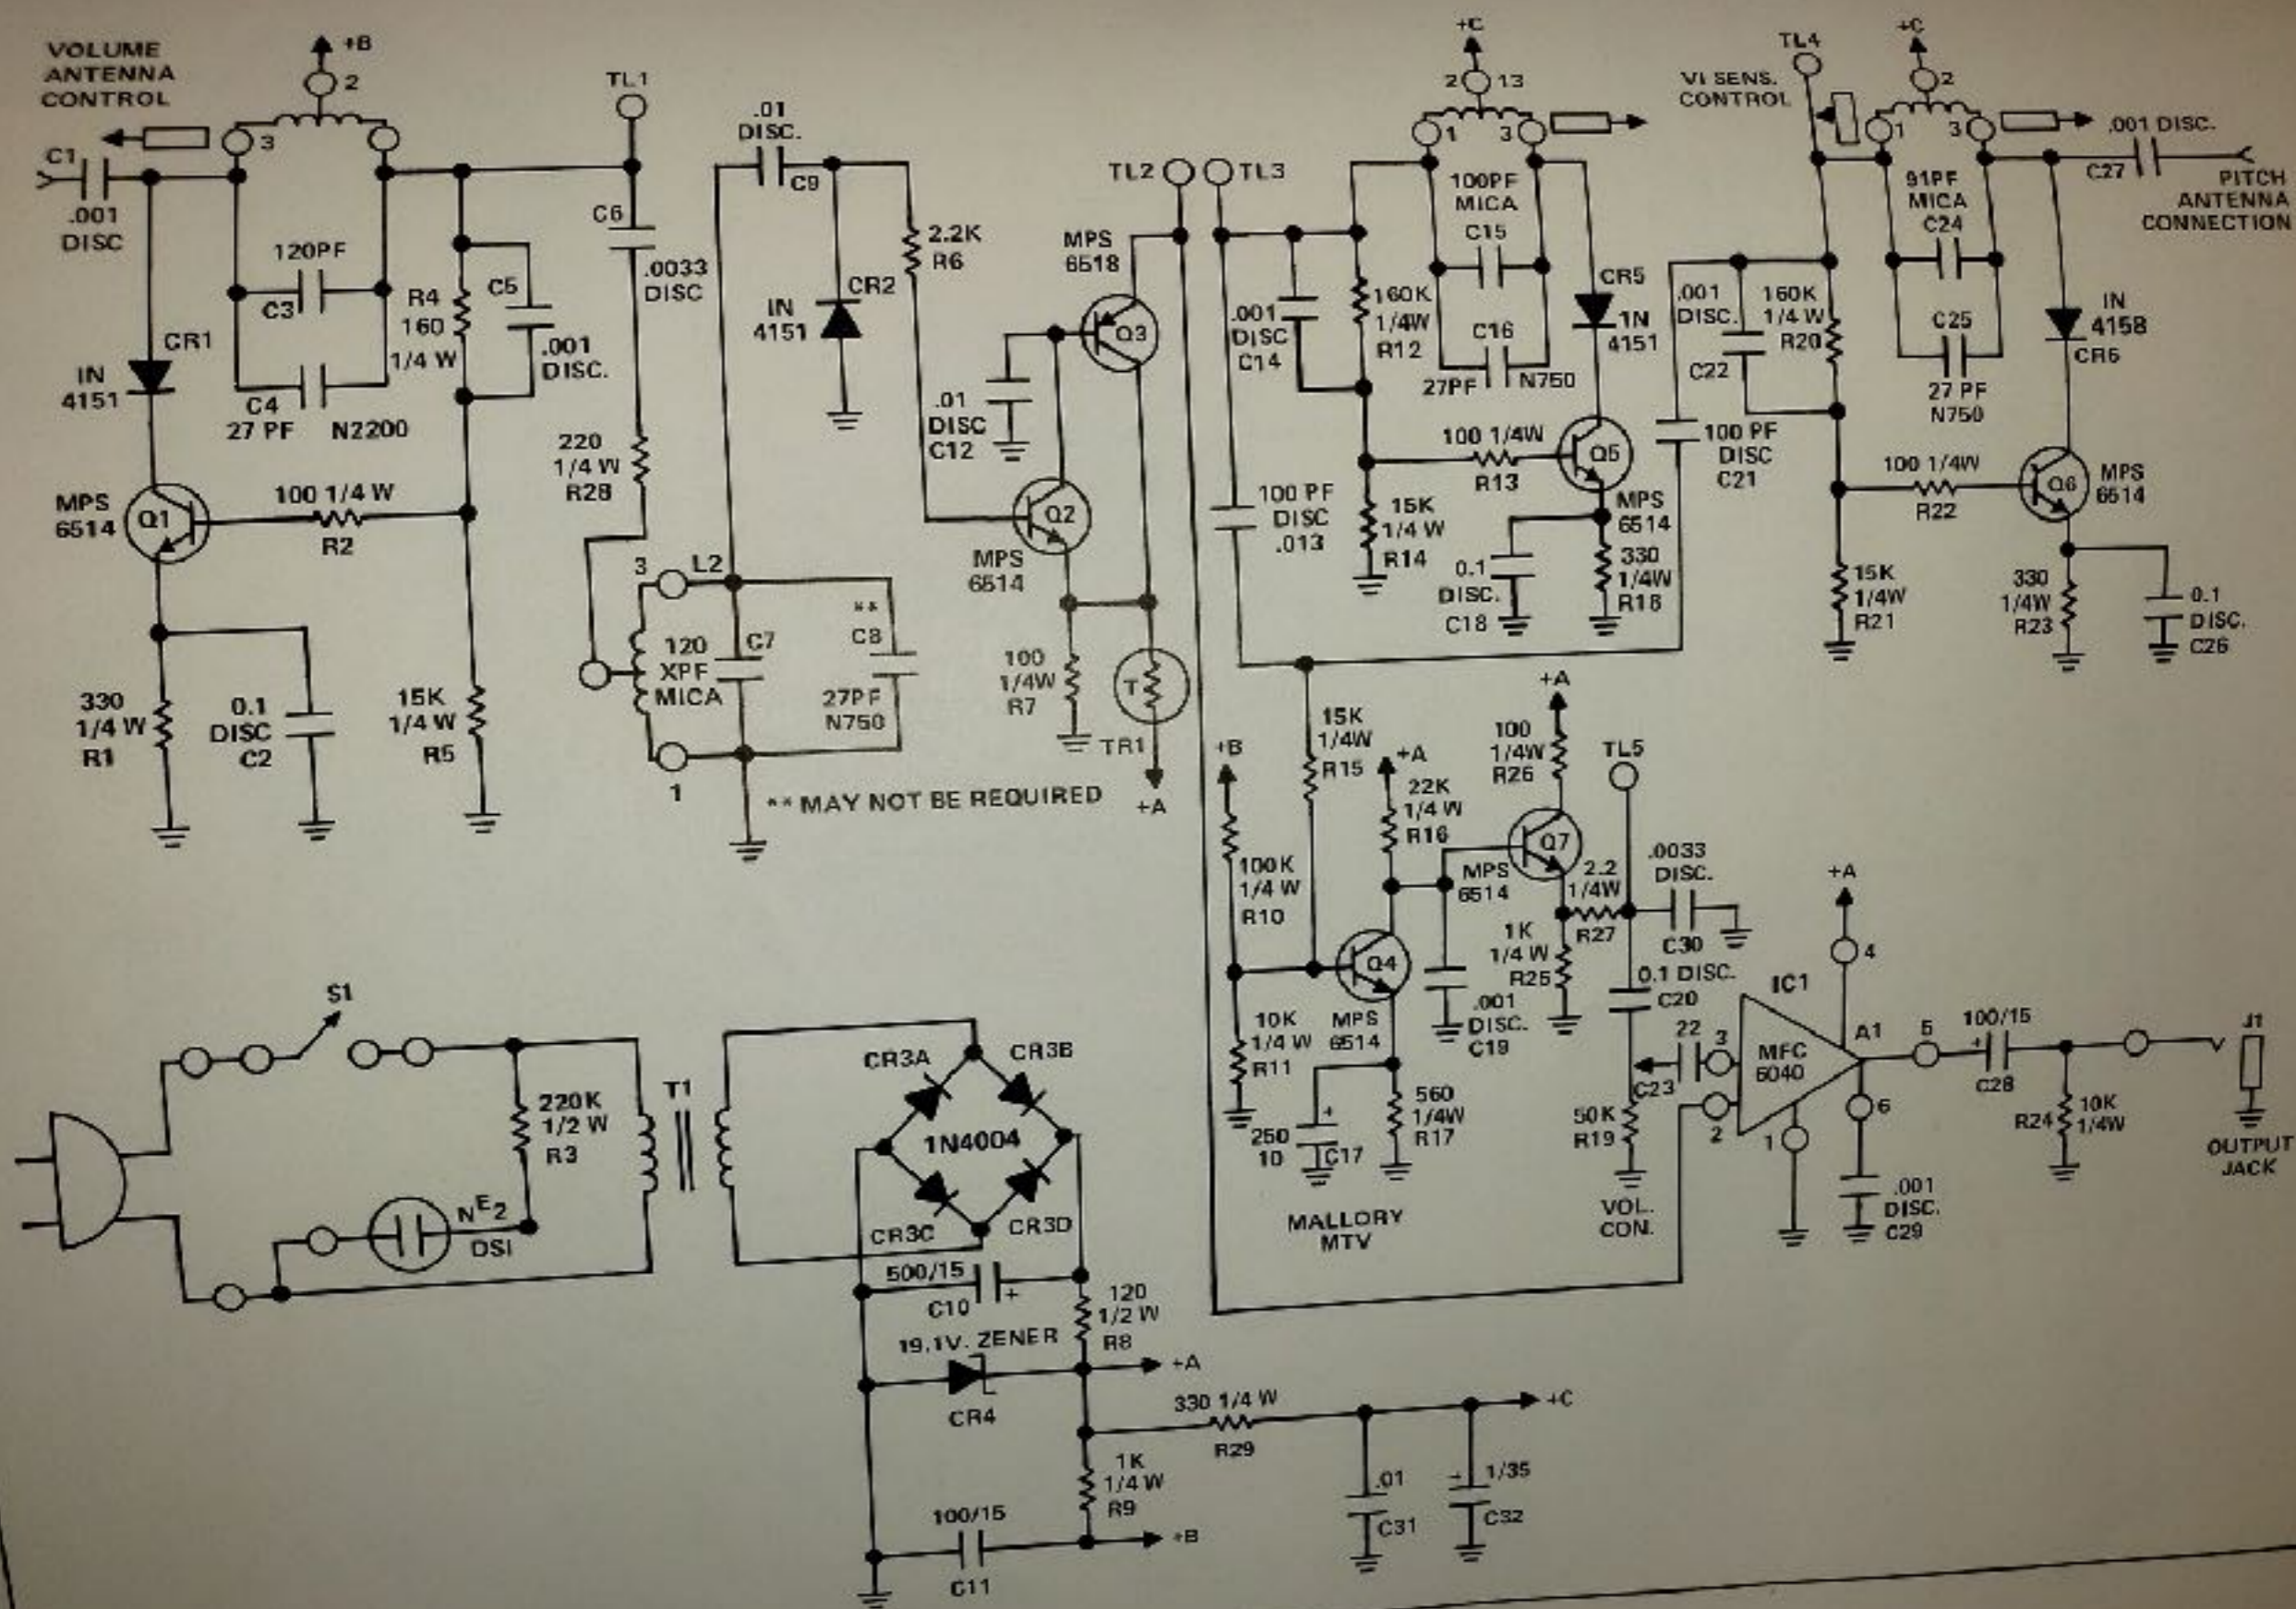 VOLUME
ANTENNA
CONTROL
+B
2
3
C1
.001
DISC
120PF
C3
C4
27 PF N2200
CR1
IN
4151
R4
160
1/4 W
C5
.001
DISC.
MPS
6514
Q1
100 1/4 W
R2
330
1/4 W
R1
0.1
DISC
C2
15K
1/4 W
R5
TL1
C6
.0033
DISC
220
1/4 W
R28
3
L2
1
120
XPF
MICA
C7
**
C8
27PF
N750
** MAY NOT BE REQUIRED
.01
DISC.
C9
CR2
IN
4151
2.2K
R6
MPS
6518
Q3
.01
DISC
C12
Q2
MPS
6514
100
1/4W
R7
T
TR1
+A
TL2
TL3
+C
2
13
1
3
100PF
MICA
C15
C16
27PF
N750
.001
DISC
C14
160K
1/4W
R12
CR5
1N
4151
100 1/4W
R13
Q5
MPS
6514
15K
1/4 W
R14
100 PF
DISC
.013
0.1
DISC.
C18
330
1/4W
R18
TL4
VI SENS.
CONTROL
+C
2
1
3
.001 DISC.
C27
PITCH
ANTENNA
CONNECTION
91PF
MICA
C24
C25
27 PF
N750
.001
DISC.
C22
160K
1/4 W
R20
100 PF
DISC
C21
IN
4158
CR6
100 1/4W
R22
Q6
MPS
6514
15K
1/4W
R21
330
1/4W
R23
0.1
DISC.
C26
+B
15K
1/4W
R15
+A
22K
1/4 W
R16
100K
1/4 W
R10
+A
100
1/4W
R26
TL5
Q7
MPS
6514
2.2
1/4W
R27
.0033
DISC.
C30
1K
1/4 W
R25
Q4
MPS
6514
.001
DISC.
C19
0.1 DISC.
C20
10K
1/4 W
R11
250
10
C17
560
1/4W
R17
MALLORY
MTV
50K
R19
VOL.
CON.
22
C23
3
2
IC1
MFC
6040
A1
+A
4
5
6
1
.001
DISC.
C29
100/15
+
C28
R24
10K
1/4W
J1
OUTPUT
JACK
S1
220K
1/2 W
R3
NE2
DSI
T1
CR3A
CR3B
1N4004
CR3C
CR3D
500/15
C10
+
120
1/2 W
R8
19.1V. ZENER
CR4
+A
330 1/4 W
R29
+C
1K
1/4 W
R9
.01
C31
+
1/35
C32
100/15
C11
+B